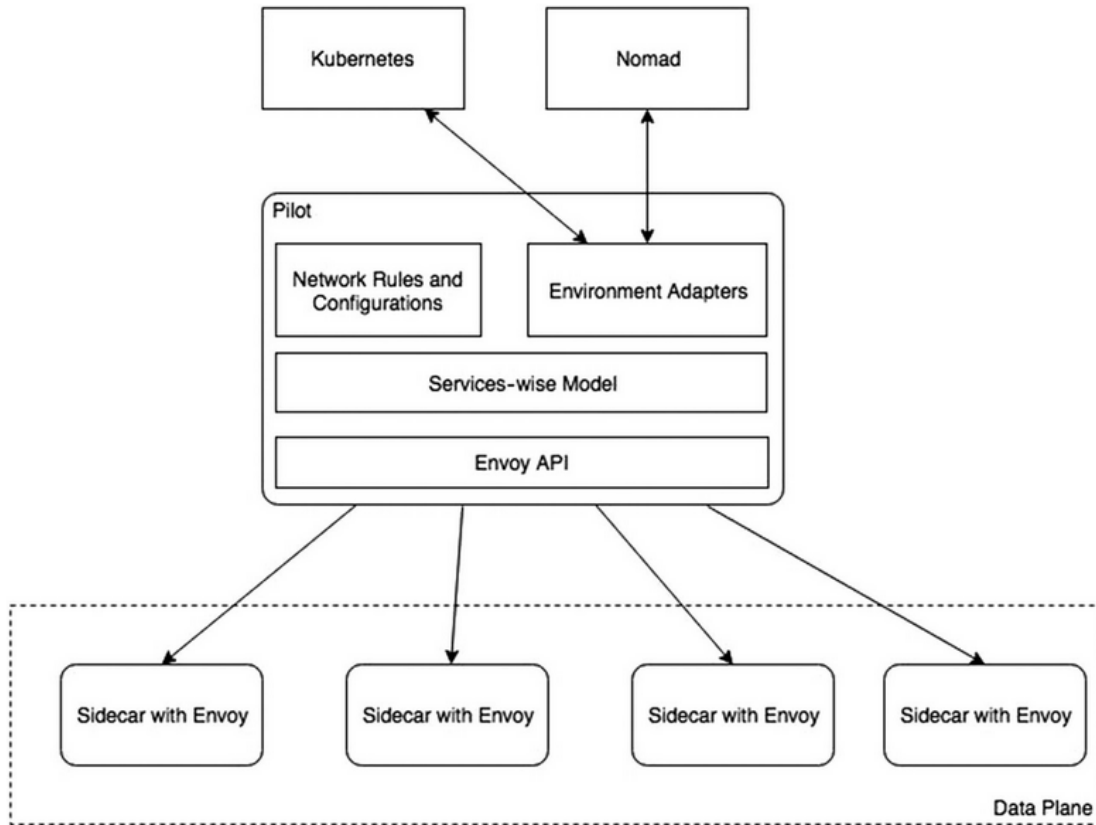 Kubernetes
Nomad
Pilot
Network Rules and
Configurations
Environment Adapters
Services-wise Model
Envoy API
Sidecar with Envoy
Sidecar with Envoy
Sidecar with Envoy
Sidecar with Envoy
Data Plane